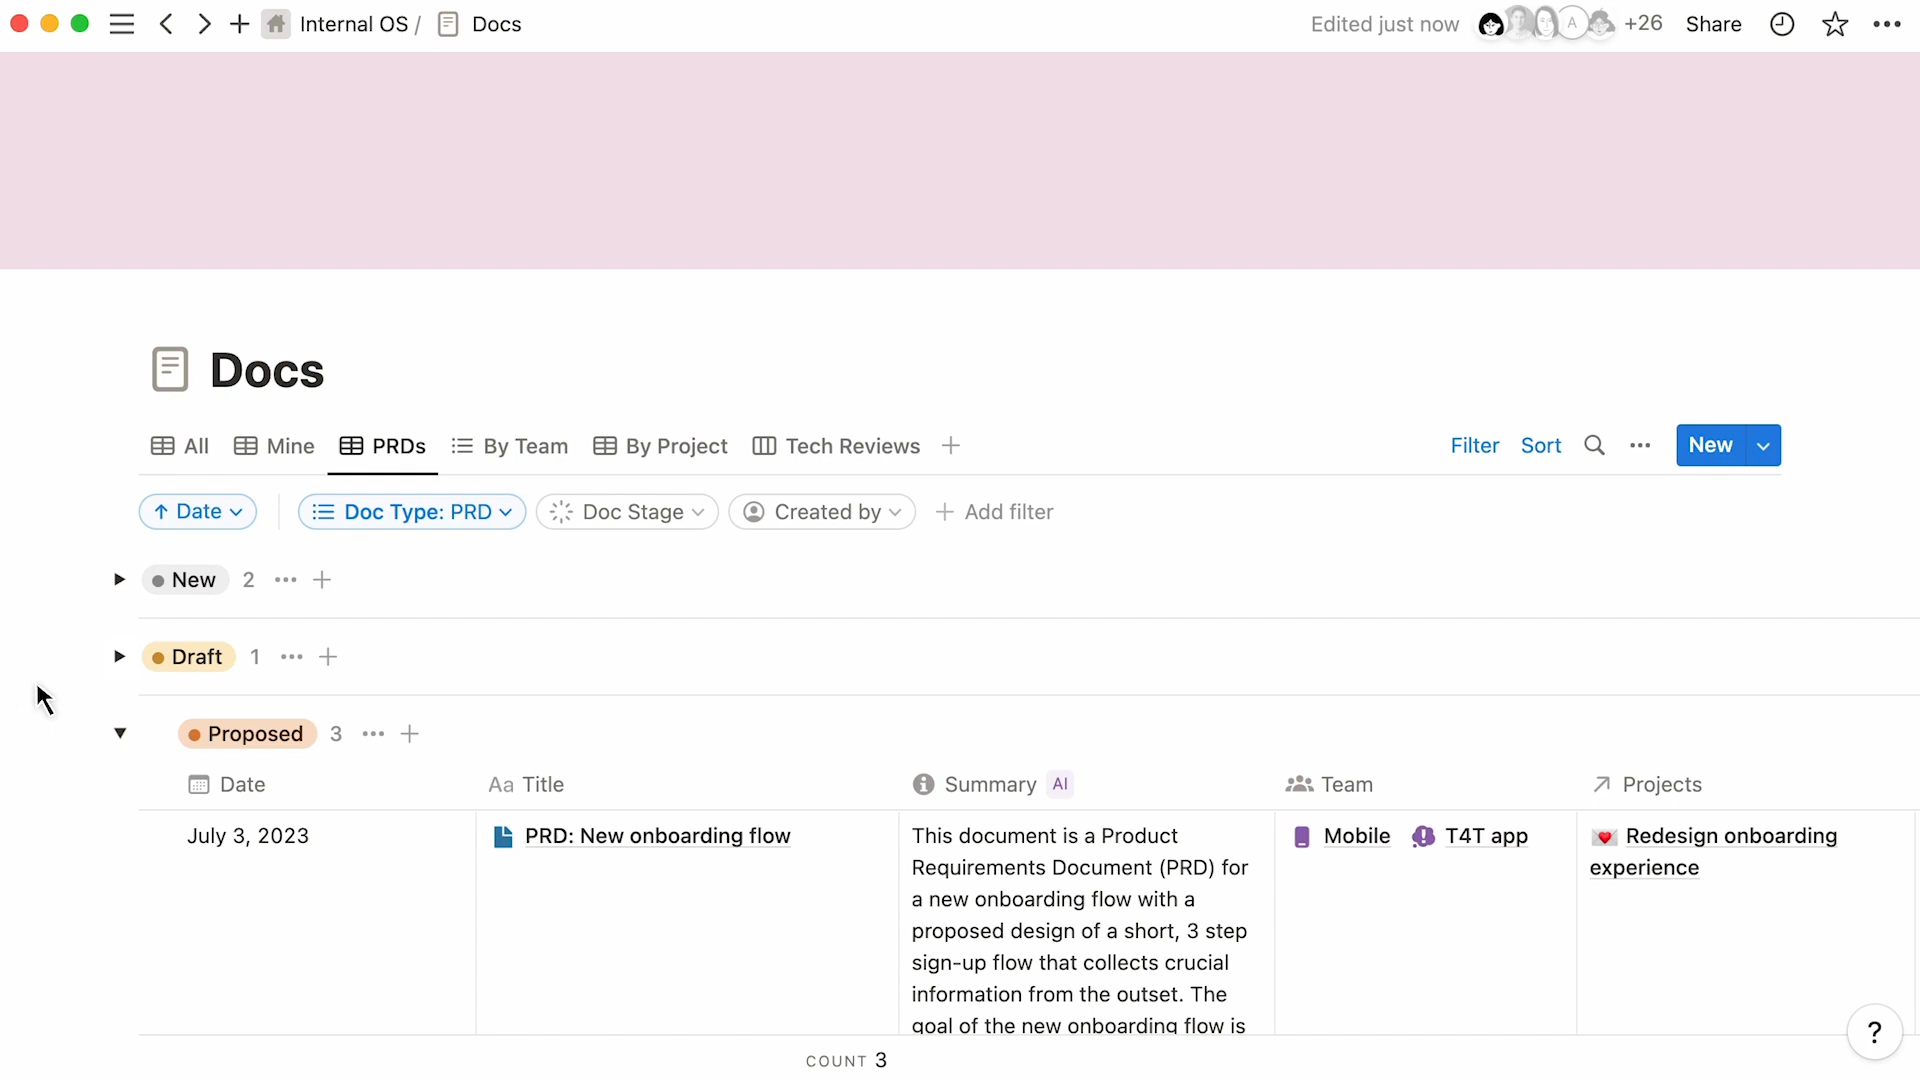 Internal OS / Docs
Edited just now A +26 Share
Docs
All Mine PRDs By Team By Project Tech Reviews Filter Sort New
Date Doc Type: PRD Doc Stage Created by Add filter
New 2
Draft 1
Proposed 3
Date Aa Title Summary AI Team Projects
July 3, 2023 PRD: New onboarding flow This document is a Product Mobile T4T app Redesign onboarding
Requirements Document (PRD) for experience
a new onboarding flow with a
proposed design of a short, 3 step
sign-up flow that collects crucial
information from the outset. The
goal of the new onboarding flow is
?
COUNT 3